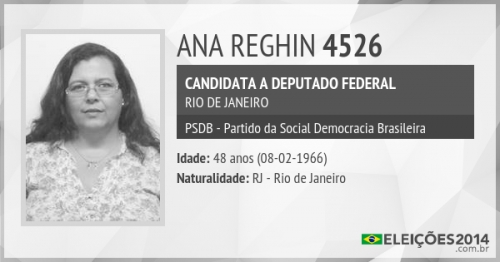 ANA REGHIN 4526
CANDIDATA A DEPUTADO FEDERAL
RIO DE JANEIRO
PSDB - Partido da Social Democracia Brasileira
Idade: 48 anos (08-02-1966)
Naturalidade: RJ - Rio de Janeiro
ELEIÇÕES2014
.com.br